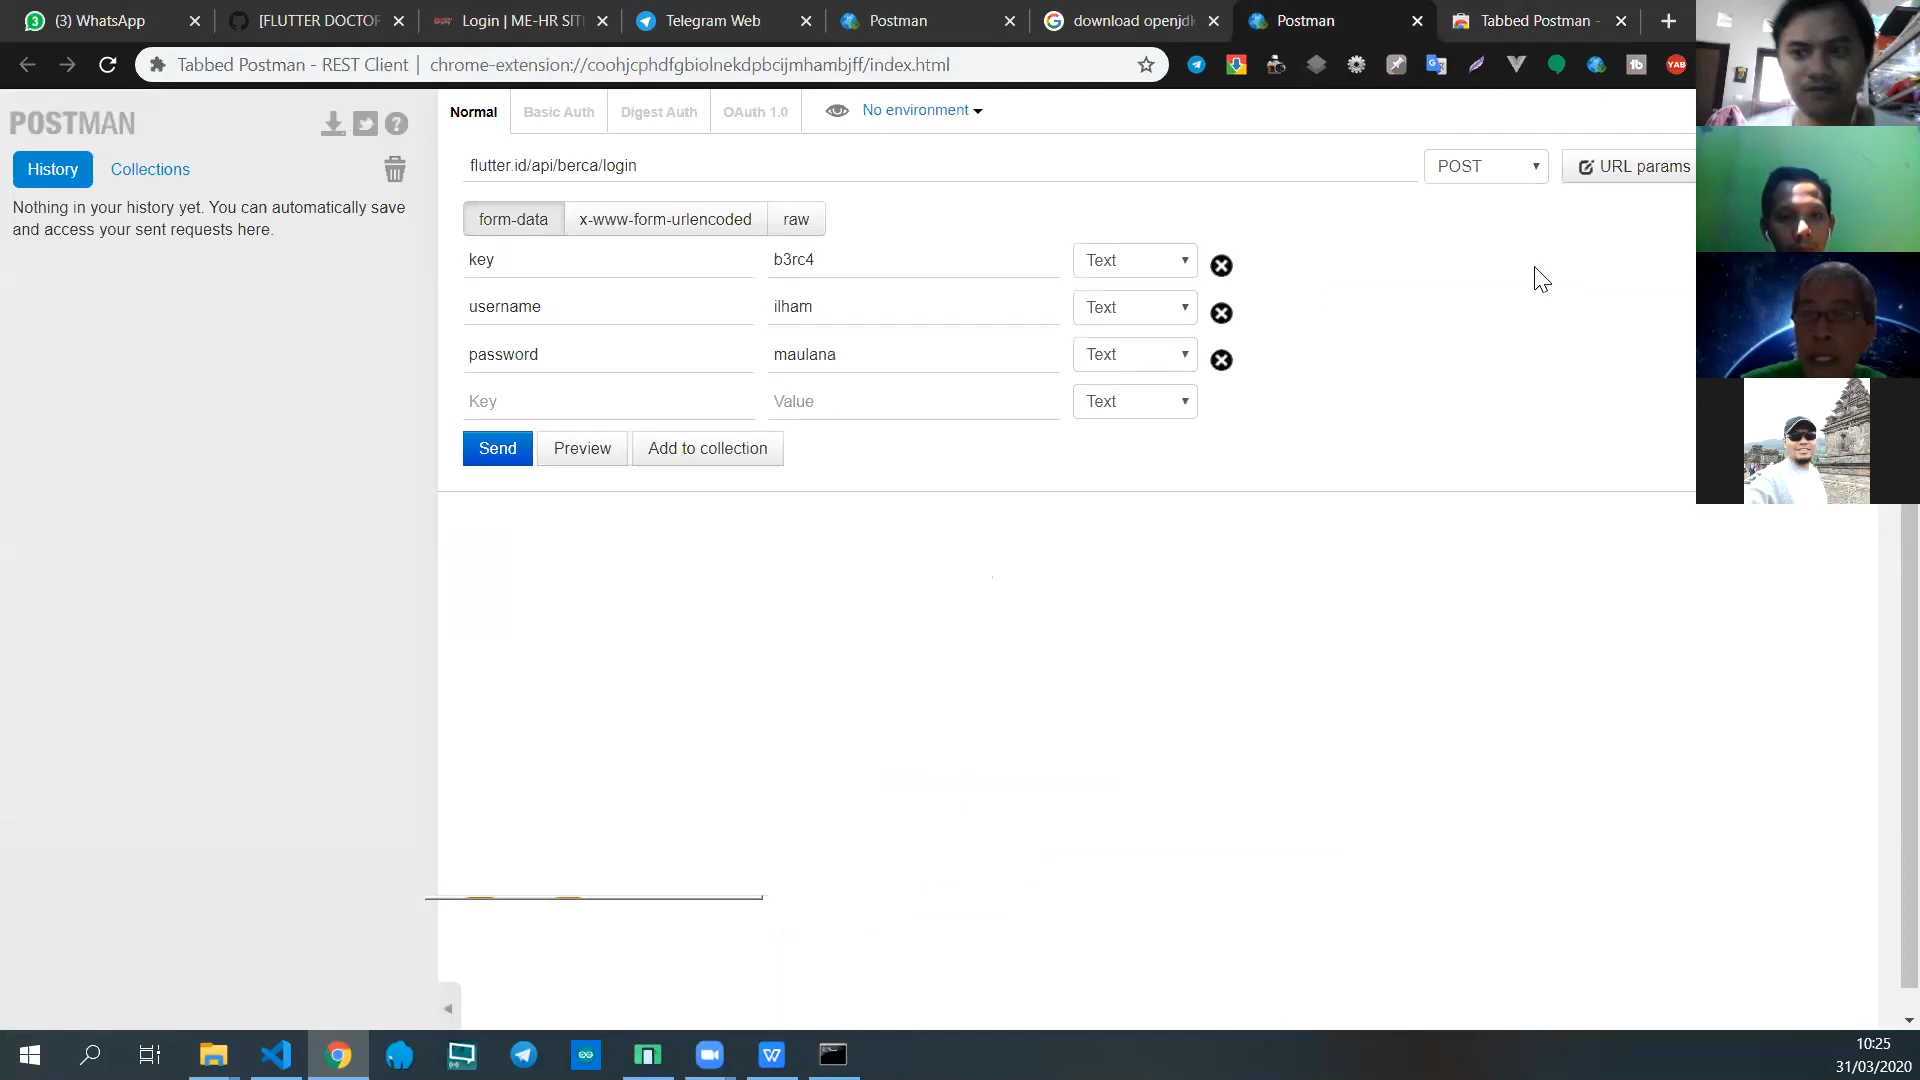 (3) WhatsApp
[FLUTTER DOCTOR
Login | ME-HR SIT
Telegram Web
Postman
download openjdk
Postman
Tabbed Postman -
Tabbed Postman - REST Client | chrome-extension://coohjcphdfgbiolnekdpbcijmhambjff/index.html
POSTMAN
Normal
Basic Auth
Digest Auth
OAuth 1.0
No environment
History
Collections
Nothing in your history yet. You can automatically save
and access your sent requests here.
flutter.id/api/berca/login
POST
URL params
form-data
x-www-form-urlencoded
raw
key b3rc4 Text
username ilham Text
password maulana Text
Key Value Text
Send
Preview
Add to collection
10:25
31/03/2020